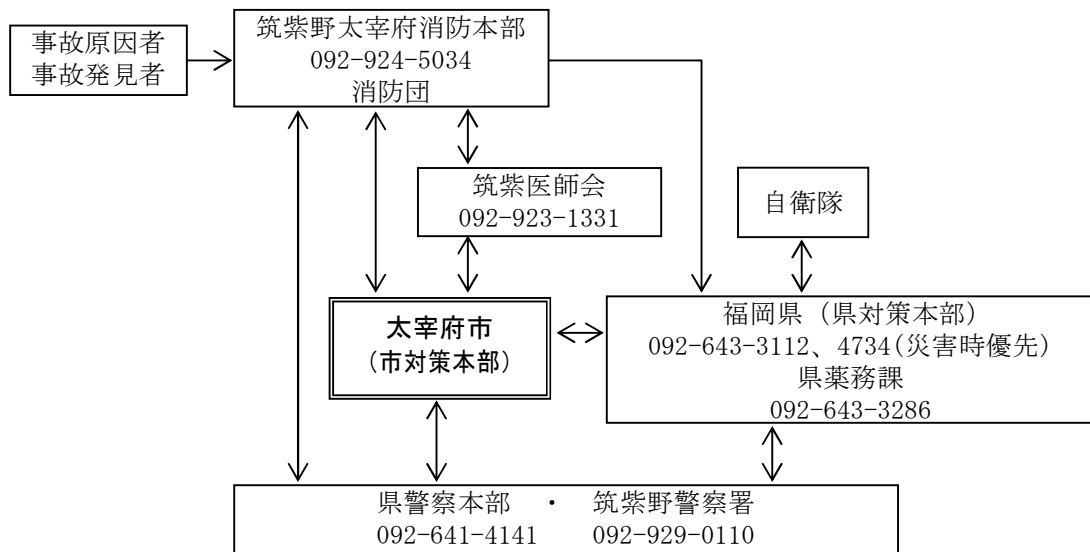 事故原因者
事故発見者
筑紫野太宰府消防本部
092-924-5034
消防団
筑紫医師会
092-923-1331
自衛隊
太宰府市
(市対策本部)
福岡県（県対策本部）
092-643-3112、4734(災害時優先)
県薬務課
092-643-3286
県警察本部　・　筑紫野警察署
092-641-4141　　092-929-0110